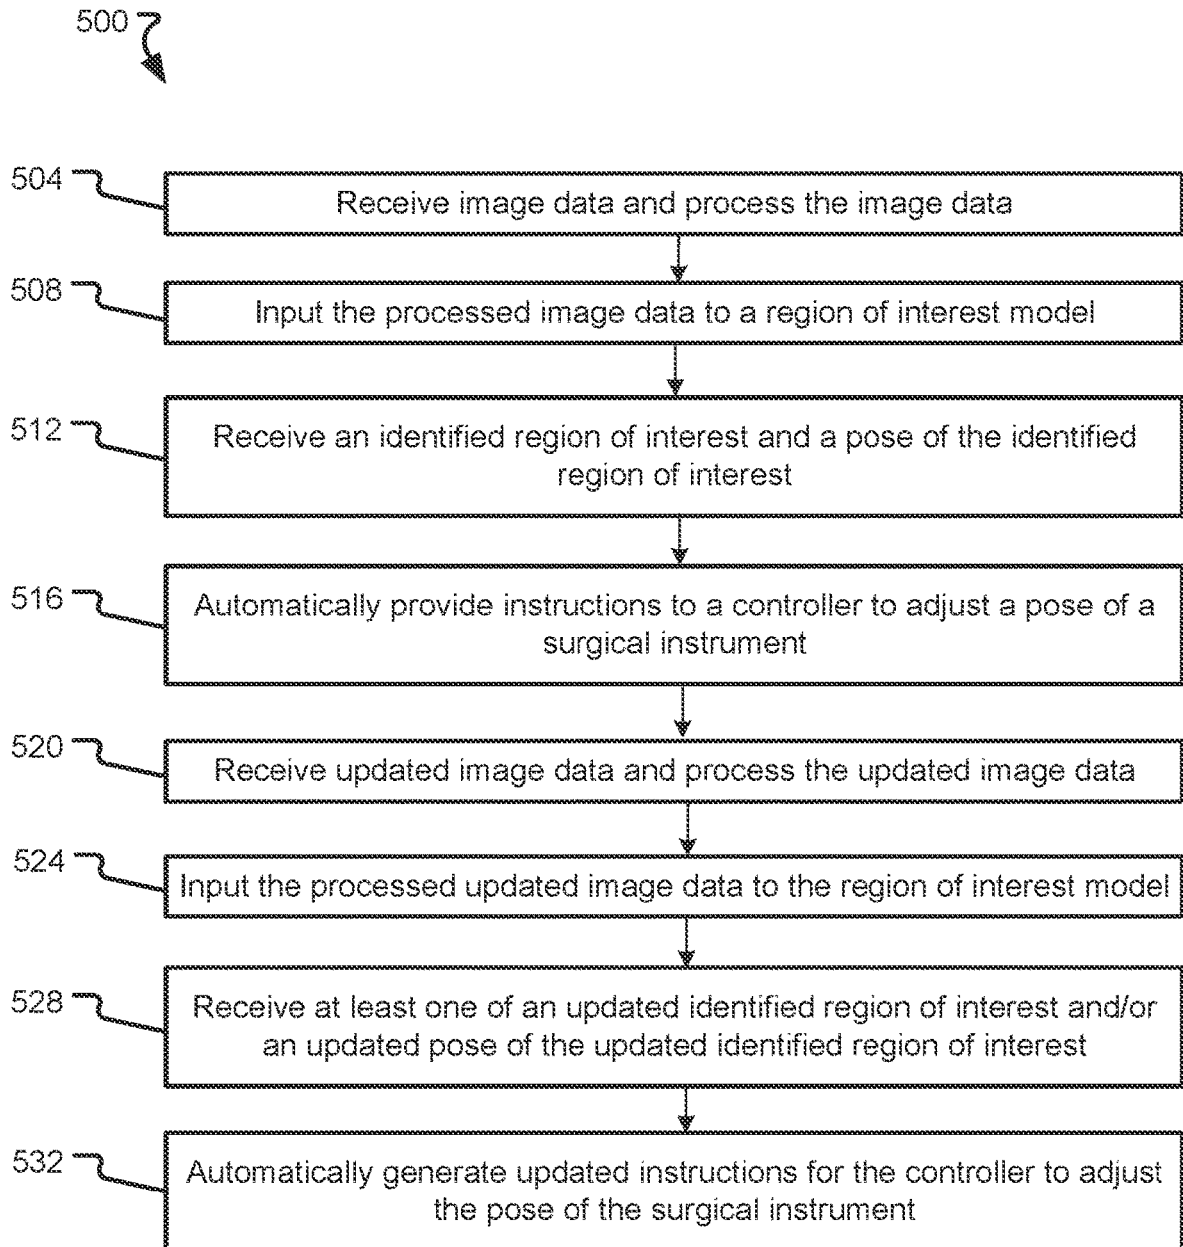 500
504
Receive image data and process the image data
508
Input the processed image data to a region of interest model
512
Receive an identified region of interest and a pose of the identified
region of interest
516
Automatically provide instructions to a controller to adjust a pose of a
surgical instrument
520
Receive updated image data and process the updated image data
524
Input the processed updated image data to the region of interest model
528
Receive at least one of an updated identified region of interest and/or
an updated pose of the updated identified region of interest
532
Automatically generate updated instructions for the controller to adjust
the pose of the surgical instrument